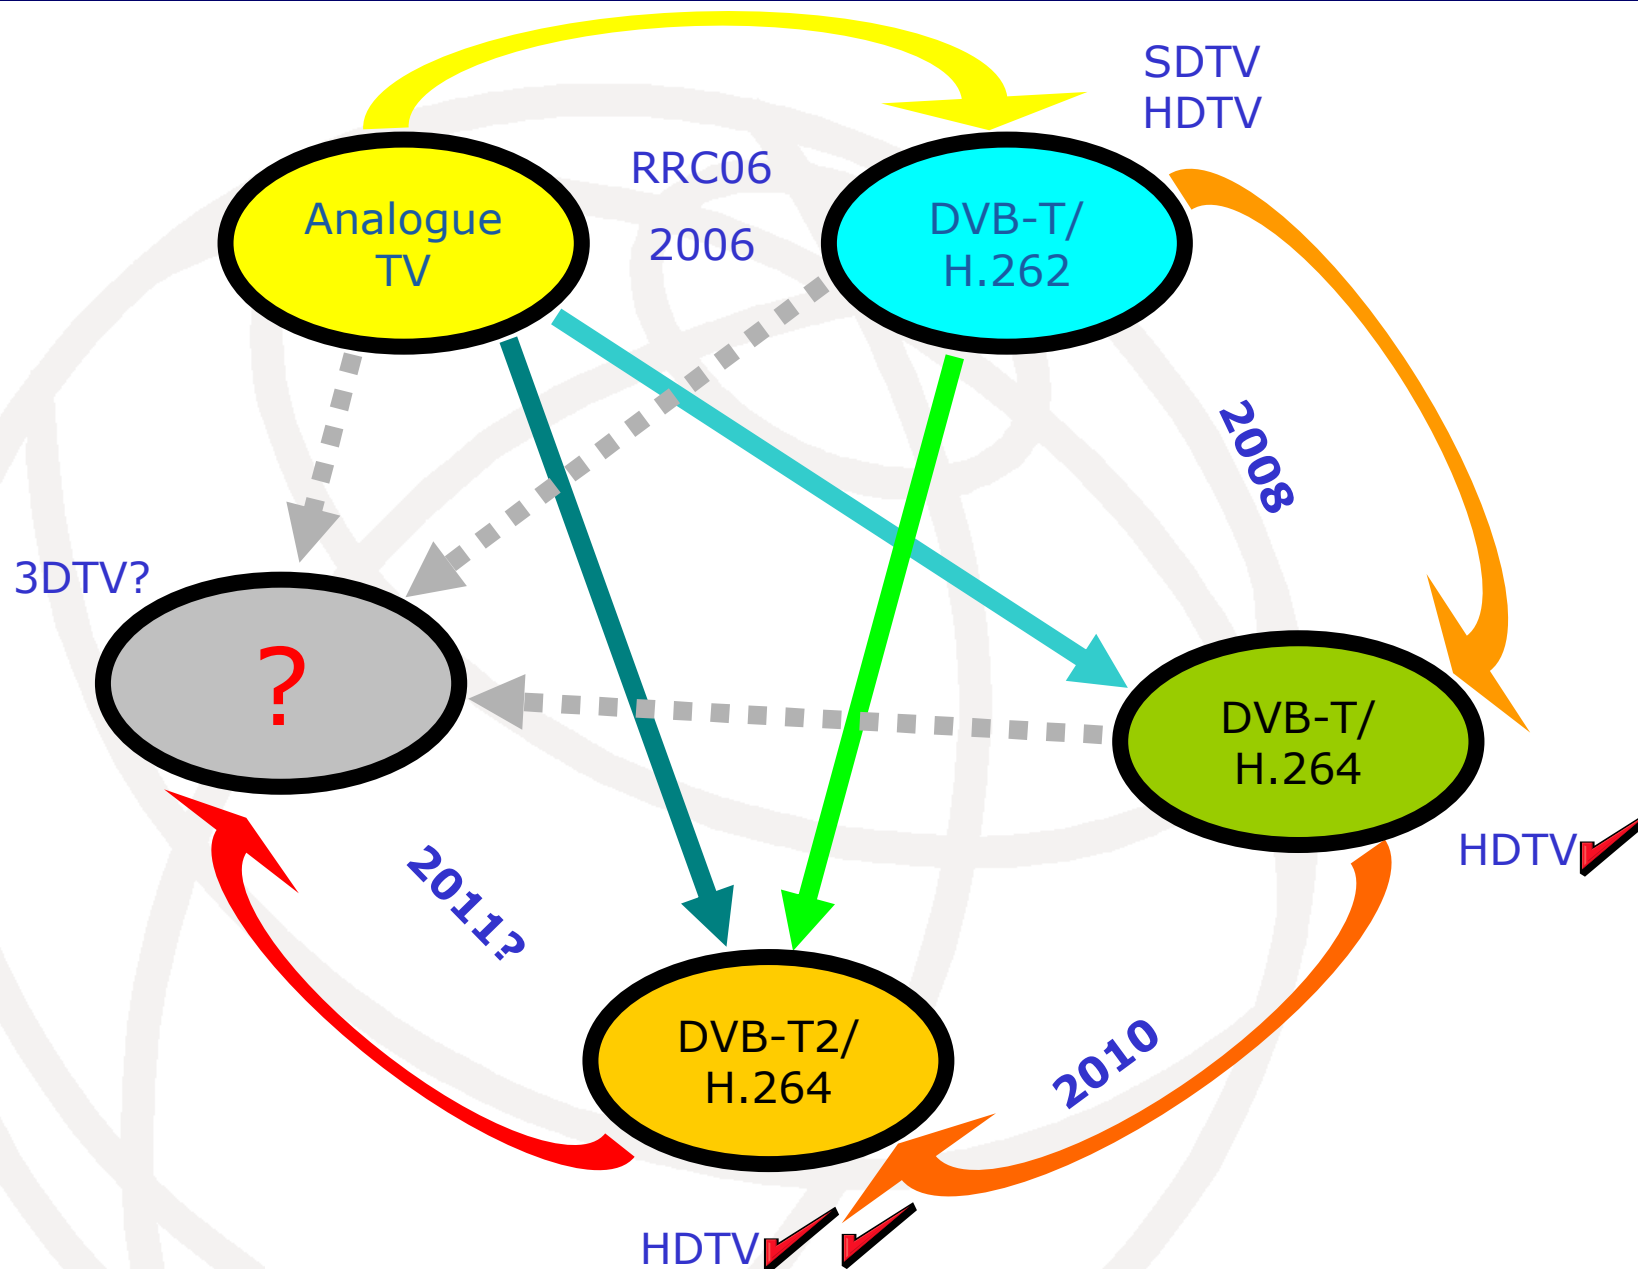 SDTV
HDTV
RRC06
2006
Analogue
TV
DVB-T/
H.262
2008
3DTV?
?
DVB-T/
H.264
HDTV
2011?
2010
DVB-T2/
H.264
HDTV